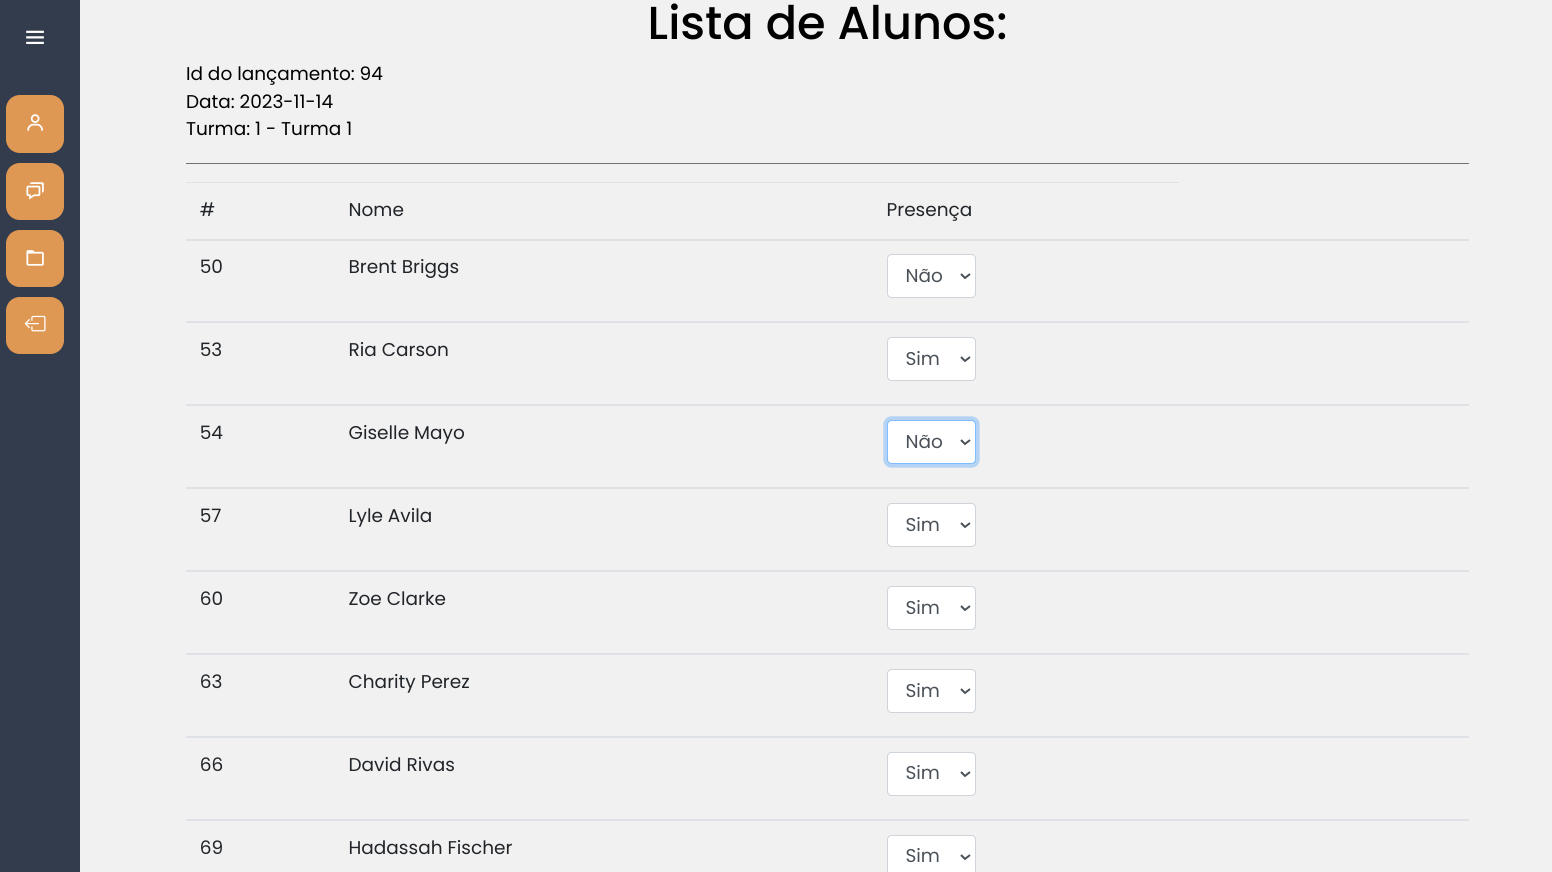 Lista de Alunos:
Id do lançamento: 94
Data: 2023-11-14
Turma: 1 - Turma 1
# Nome Presença
50 Brent Briggs Não
53 Ria Carson Sim
54 Giselle Mayo Não
57 Lyle Avila Sim
60 Zoe Clarke Sim
63 Charity Perez Sim
66 David Rivas Sim
69 Hadassah Fischer Sim